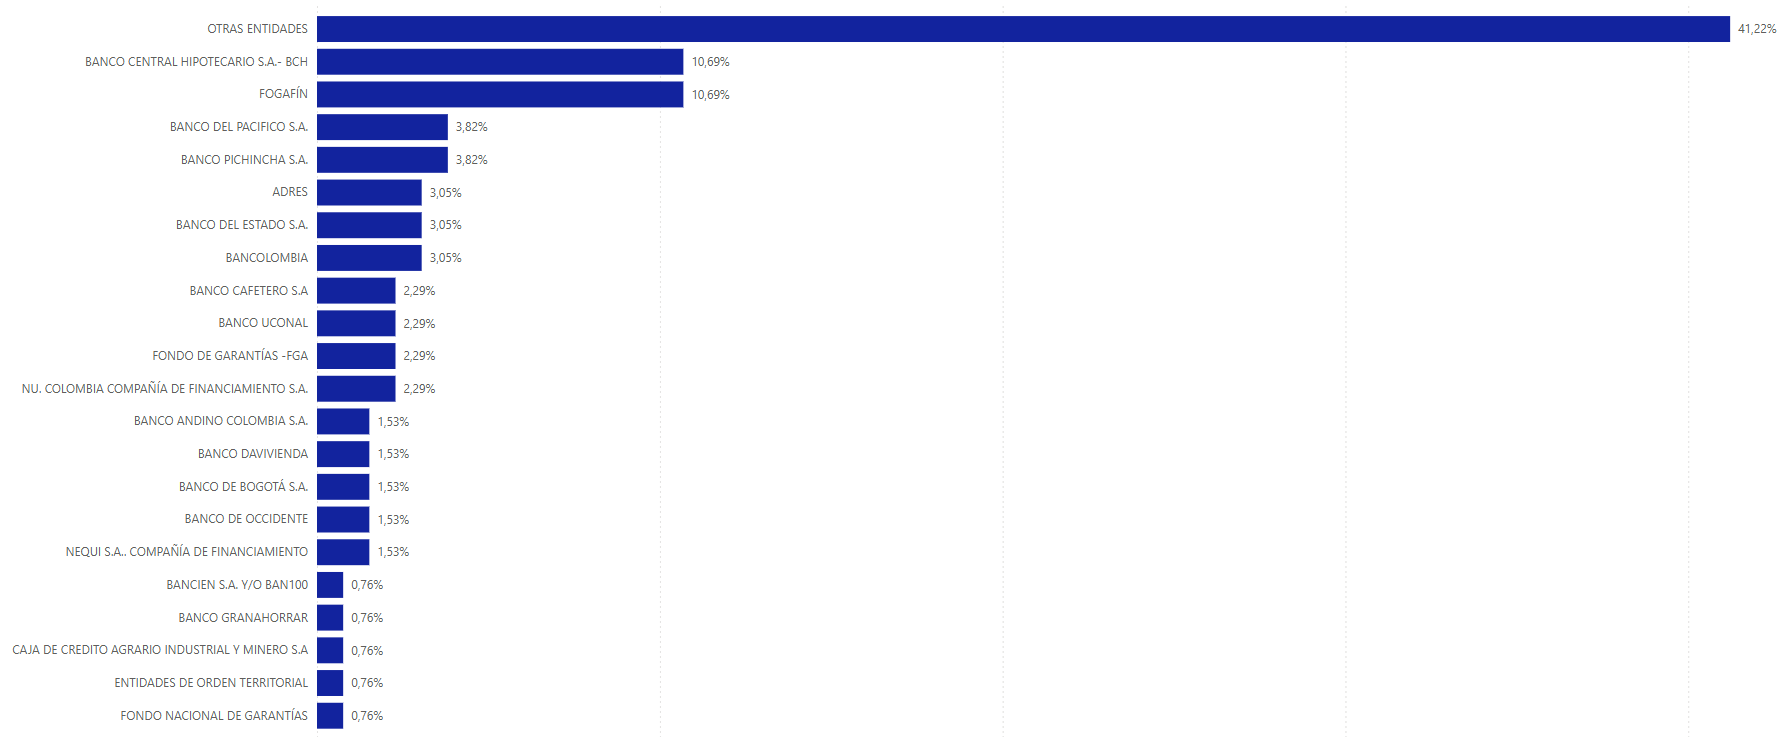 OTRAS ENTIDADES 41,22%
BANCO CENTRAL HIPOTECARIO S.A.- BCH 10,69%
FOGAFÍN 10,69%
BANCO DEL PACIFICO S.A. 3,82%
BANCO PICHINCHA S.A. 3,82%
ADRES 3,05%
BANCO DEL ESTADO S.A. 3,05%
BANCOLOMBIA 3,05%
BANCO CAFETERO S.A 2,29%
BANCO UCONAL 2,29%
FONDO DE GARANTÍAS -FGA 2,29%
NU. COLOMBIA COMPAÑÍA DE FINANCIAMIENTO S.A. 2,29%
BANCO ANDINO COLOMBIA S.A. 1,53%
BANCO DAVIVIENDA 1,53%
BANCO DE BOGOTÁ S.A. 1,53%
BANCO DE OCCIDENTE 1,53%
NEQUI S.A.. COMPAÑÍA DE FINANCIAMIENTO 1,53%
BANCIEN S.A. Y/O BAN100 0,76%
BANCO GRANAHORRAR 0,76%
CAJA DE CREDITO AGRARIO INDUSTRIAL Y MINERO S.A 0,76%
ENTIDADES DE ORDEN TERRITORIAL 0,76%
FONDO NACIONAL DE GARANTÍAS 0,76%